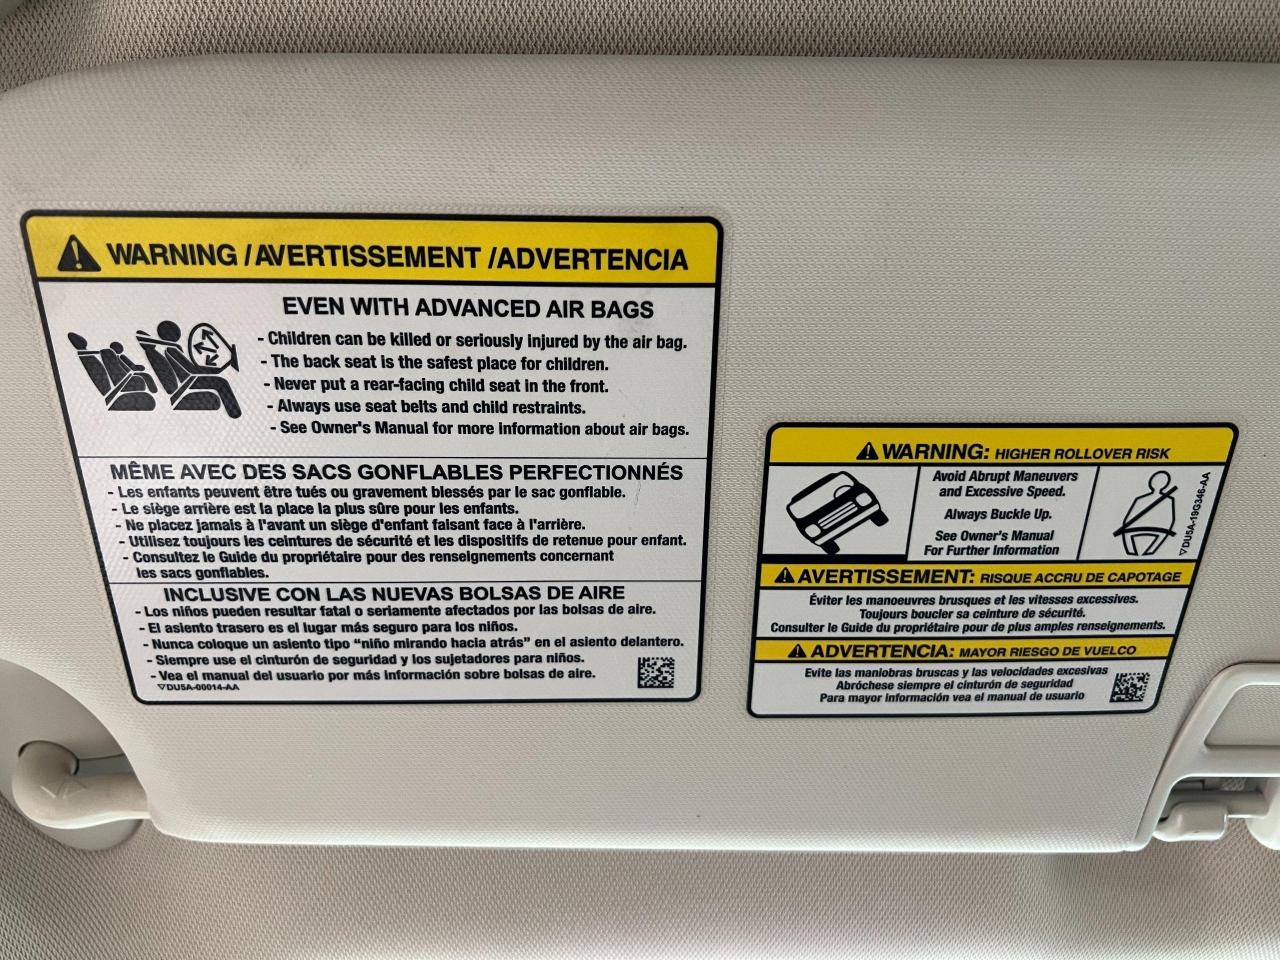 WARNING / AVERTISSEMENT / ADVERTENCIA
EVEN WITH ADVANCED AIR BAGS
- Children can be killed or seriously injured by the air bag.
- The back seat is the safest place for children.
- Never put a rear-facing child seat in the front.
- Always use seat belts and child restraints.
- See Owner's Manual for more information about air bags.
MÊME AVEC DES SACS GONFLABLES PERFECTIONNÉS
- Les enfants peuvent être tués ou gravement blessés par le sac gonflable.
- Le siège arrière est la place la plus sûre pour les enfants.
- Ne placez jamais à l'avant un siège d'enfant faisant face à l'arrière.
- Utilisez toujours les ceintures de sécurité et les dispositifs de retenue pour enfant.
- Consultez le Guide du propriétaire pour des renseignements concernant
les sacs gonflables.
INCLUSIVE CON LAS NUEVAS BOLSAS DE AIRE
- Los niños pueden resultar fatal o seriamente afectados por las bolsas de aire.
- El asiento trasero es el lugar más seguro para los niños.
- Nunca coloque un asiento tipo “niño mirando hacia atrás” en el asiento delantero.
- Siempre use el cinturón de seguridad y los sujetadores para niños.
- Vea el manual del usuario por más información sobre bolsas de aire.
▽DU5A-00014-AA
WARNING: HIGHER ROLLOVER RISK
Avoid Abrupt Maneuvers
and Excessive Speed.
Always Buckle Up.
See Owner's Manual
For Further Information
▽DU5A-19G346-AA
AVERTISSEMENT: RISQUE ACCRU DE CAPOTAGE
Éviter les manoeuvres brusques et les vitesses excessives.
Toujours boucler sa ceinture de sécurité.
Consulter le Guide du propriétaire pour de plus amples renseignements.
ADVERTENCIA: MAYOR RIESGO DE VUELCO
Evite las maniobras bruscas y las velocidades excesivas
Abróchese siempre el cinturón de seguridad
Para mayor información vea el manual de usuario